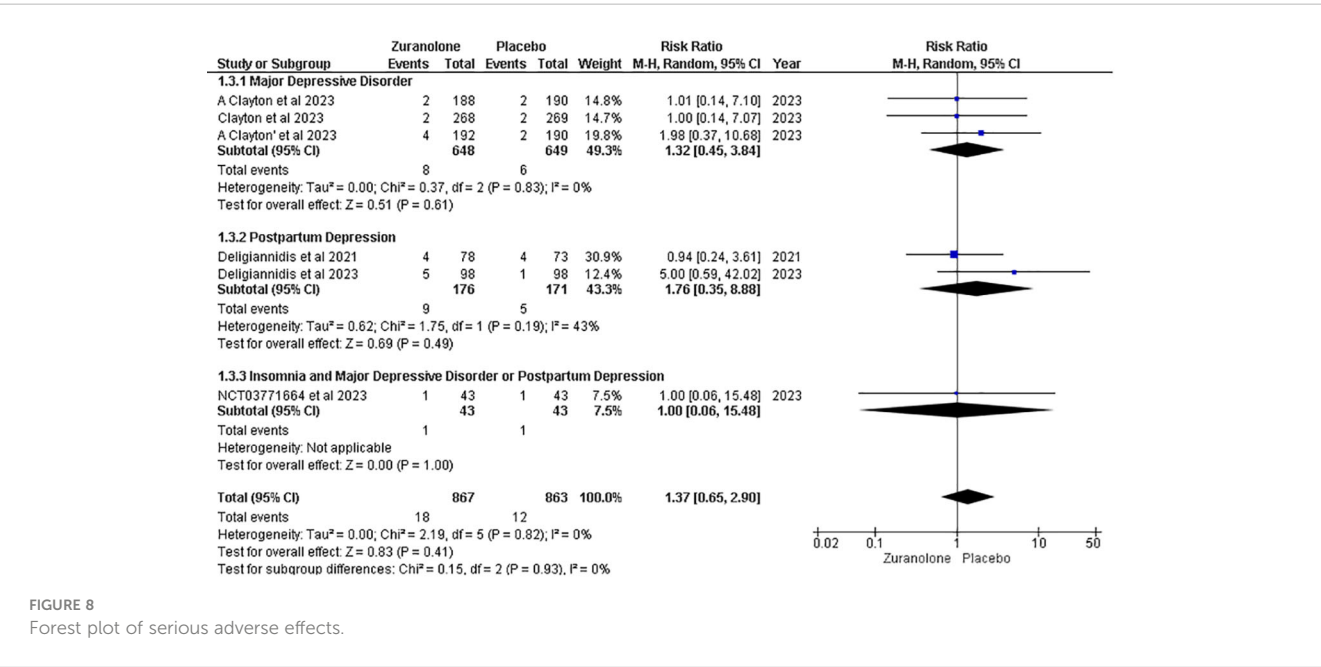 Zuranolone Placebo Risk Ratio Risk Ratio
Study or Subgroup Events Total Events Total Weight M-H, Random, 95% CI Year M-H, Random, 95% CI
1.3.1 Major Depressive Disorder
A Clayton et al 2023 2 188 2 190 14.8% 1.01 [0.14, 7.10] 2023
Clayton et al 2023 2 268 2 269 14.7% 1.00 [0.14, 7.07] 2023
A Clayton' et al 2023 4 192 2 190 19.8% 1.98 [0.37, 10.68] 2023
Subtotal (95% CI) 648 649 49.3% 1.32 [0.45, 3.84]
Total events 8 6
Heterogeneity: Tau² = 0.00; Chi² = 0.37, df = 2 (P = 0.83); I² = 0%
Test for overall effect: Z = 0.51 (P = 0.61)
1.3.2 Postpartum Depression
Deligiannidis et al 2021 4 78 4 73 30.9% 0.94 [0.24, 3.61] 2021
Deligiannidis et al 2023 5 98 1 98 12.4% 5.00 [0.59, 42.02] 2023
Subtotal (95% CI) 176 171 43.3% 1.76 [0.35, 8.88]
Total events 9 5
Heterogeneity: Tau² = 0.62; Chi² = 1.75, df = 1 (P = 0.19); I² = 43%
Test for overall effect: Z = 0.69 (P = 0.49)
1.3.3 Insomnia and Major Depressive Disorder or Postpartum Depression
NCT03771664 et al 2023 1 43 1 43 7.5% 1.00 [0.06, 15.48] 2023
Subtotal (95% CI) 43 43 7.5% 1.00 [0.06, 15.48]
Total events 1 1
Heterogeneity: Not applicable
Test for overall effect: Z = 0.00 (P = 1.00)
Total (95% CI) 867 863 100.0% 1.37 [0.65, 2.90]
Total events 18 12
Heterogeneity: Tau² = 0.00; Chi² = 2.19, df = 5 (P = 0.82); I² = 0%
Test for overall effect: Z = 0.83 (P = 0.41)
Test for subgroup differences: Chi² = 0.15, df = 2 (P = 0.93), I² = 0%
0.02 0.1 1 10 50
Zuranolone Placebo
FIGURE 8
Forest plot of serious adverse effects.